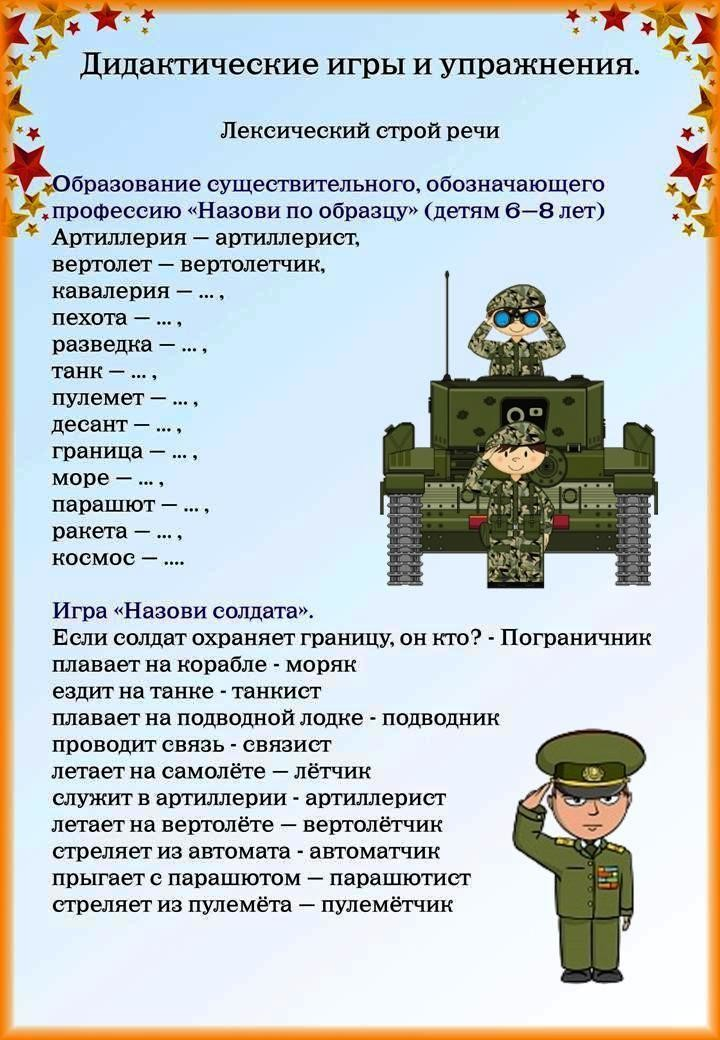 Дидактические игры и упражнения.
Лексический строй речи
Образование существительного, обозначающего
профессию «Назови по образцу» (детям 6–8 лет)
Артиллерия – артиллерист,
вертолет – вертолетчик,
кавалерия – ... ,
пехота – ... ,
разведка – ... ,
танк – ... ,
пулемет – ... ,
десант – ... ,
граница – ... ,
море – ... ,
парашют – ... ,
ракета – ... ,
космос – ....
Игра «Назови солдата».
Если солдат охраняет границу, он кто? - Пограничник
плавает на корабле - моряк
ездит на танке - танкист
плавает на подводной лодке - подводник
проводит связь - связист
летает на самолёте – лётчик
служит в артиллерии - артиллерист
летает на вертолёте – вертолётчик
стреляет из автомата - автоматчик
прыгает с парашютом – парашютист
стреляет из пулемёта – пулемётчик